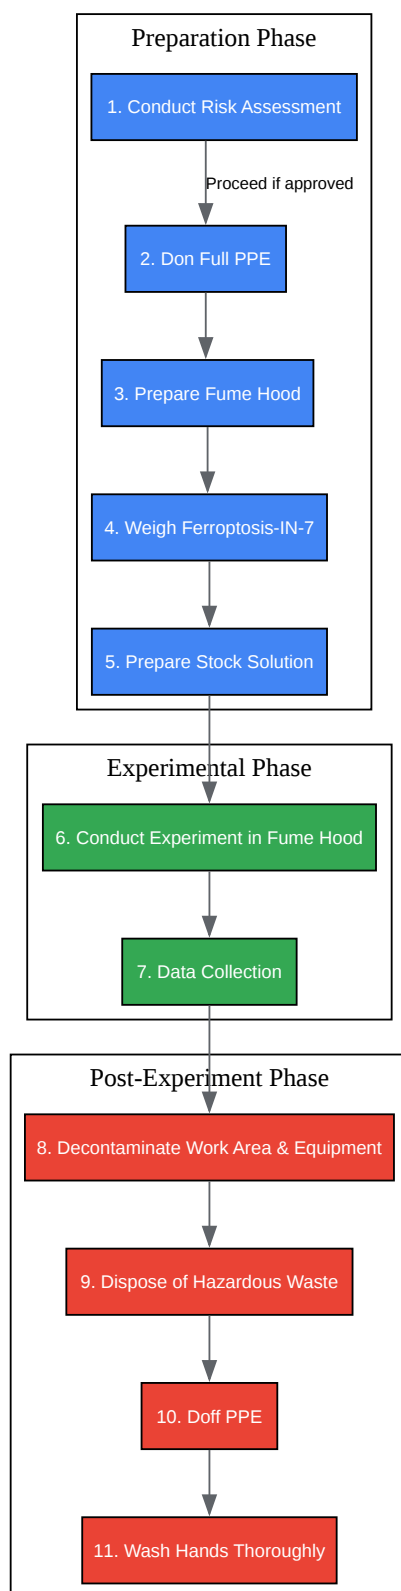 Preparation Phase
1. Conduct Risk Assessment
Proceed if approved
2. Don Full PPE
3. Prepare Fume Hood
4. Weigh Ferroptosis-IN-7
5. Prepare Stock Solution
Experimental Phase
6. Conduct Experiment in Fume Hood
7. Data Collection
Post-Experiment Phase
8. Decontaminate Work Area & Equipment
9. Dispose of Hazardous Waste
10. Doff PPE
11. Wash Hands Thoroughly